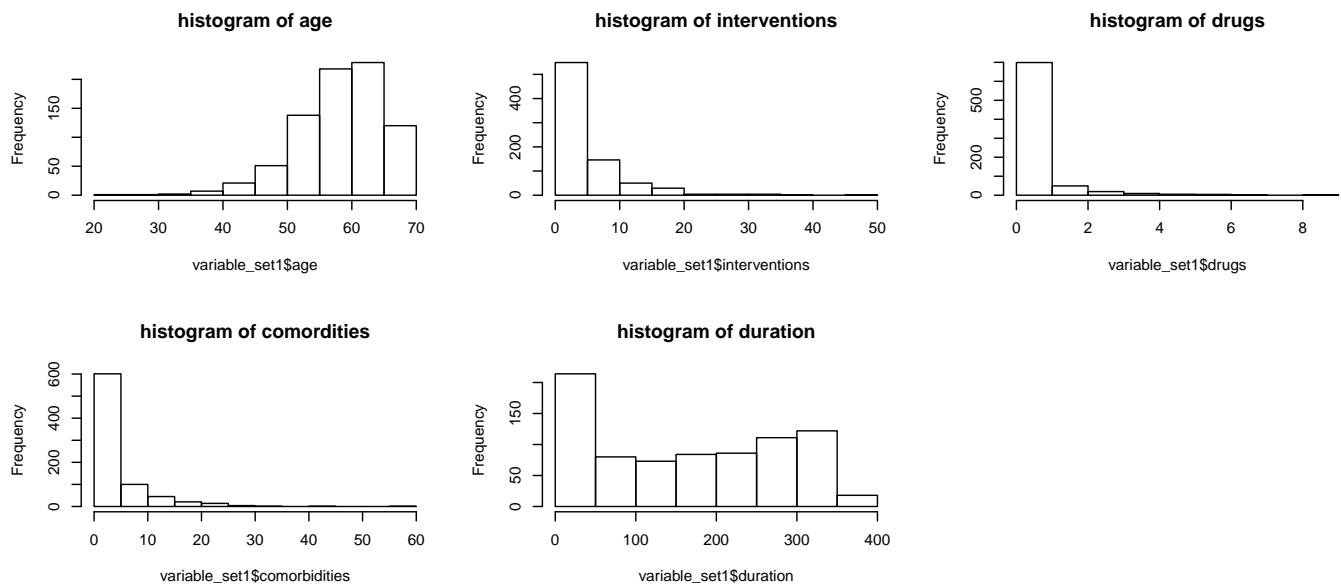 histogram of age
Frequency
0
50
150
20 30 40 50 60 70
variable_set1$age
histogram of interventions
Frequency
0
200
400
0 10 20 30 40 50
variable_set1$interventions
histogram of drugs
Frequency
0
200
500
0 2 4 6 8
variable_set1$drugs
histogram of comordities
Frequency
0
200
400
600
0 10 20 30 40 50 60
variable_set1$comorbidities
histogram of duration
Frequency
0
50
150
0 100 200 300 400
variable_set1$duration